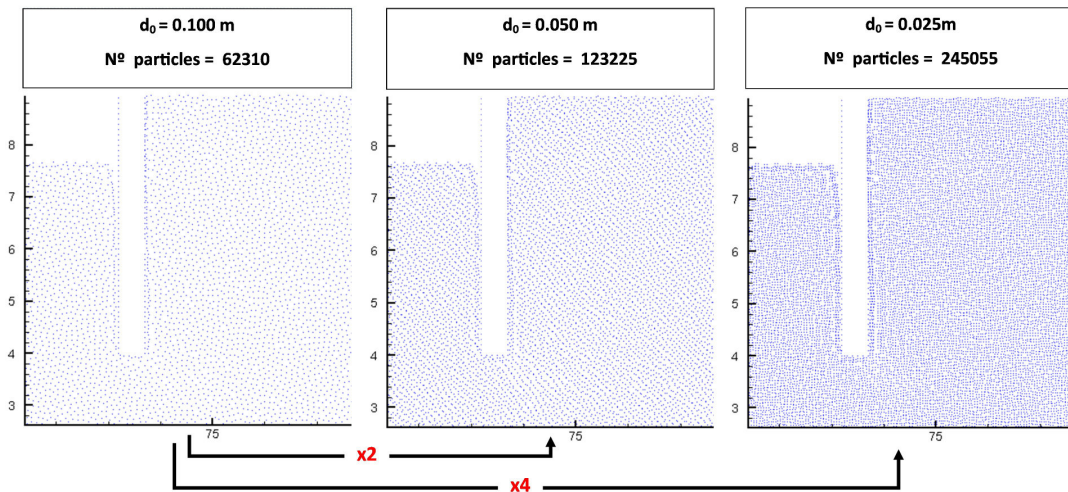 d₀ = 0.100 m
Nº particles = 62310
d₀ = 0.050 m
Nº particles = 123225
d₀ = 0.025m
Nº particles = 245055
8
7
6
5
4
3
75
8
7
6
5
4
3
75
8
7
6
5
4
3
75
x2
x4